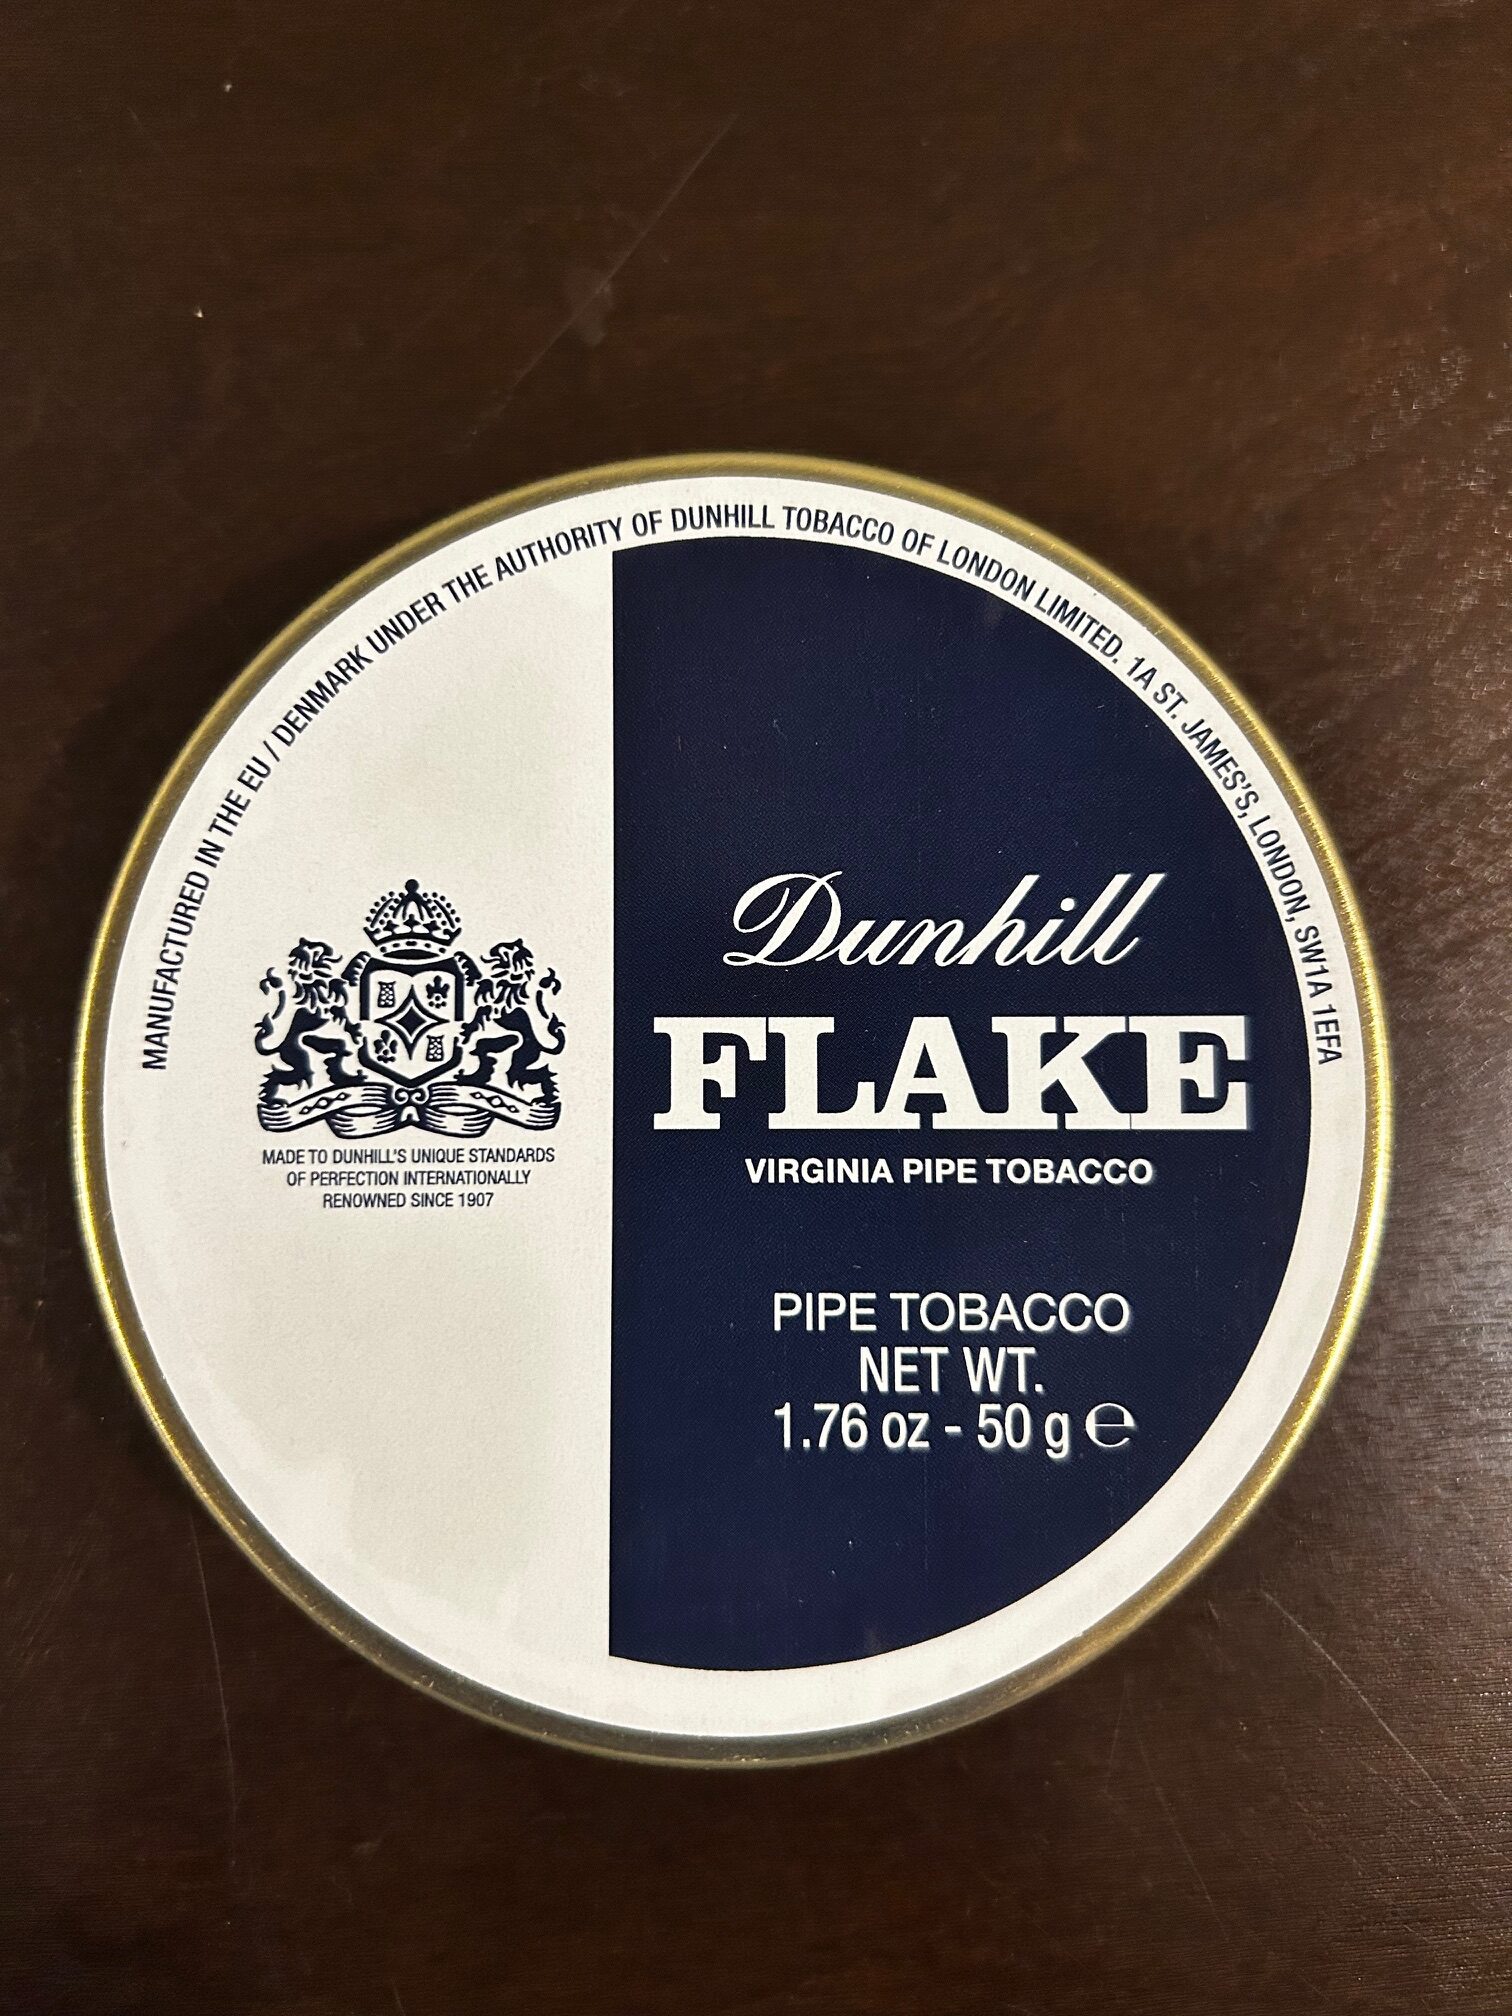 MANUFACTURED IN THE EU / DENMARK UNDER THE AUTHORITY OF DUNHILL TOBACCO OF LONDON LIMITED. 1A ST. JAMES'S, LONDON, SW1A 1EFA
MADE TO DUNHILL'S UNIQUE STANDARDS
OF PERFECTION INTERNATIONALLY
RENOWNED SINCE 1907
Dunhill
FLAKE
VIRGINIA PIPE TOBACCO
PIPE TOBACCO
NET WT.
1.76 oz - 50 g ℮